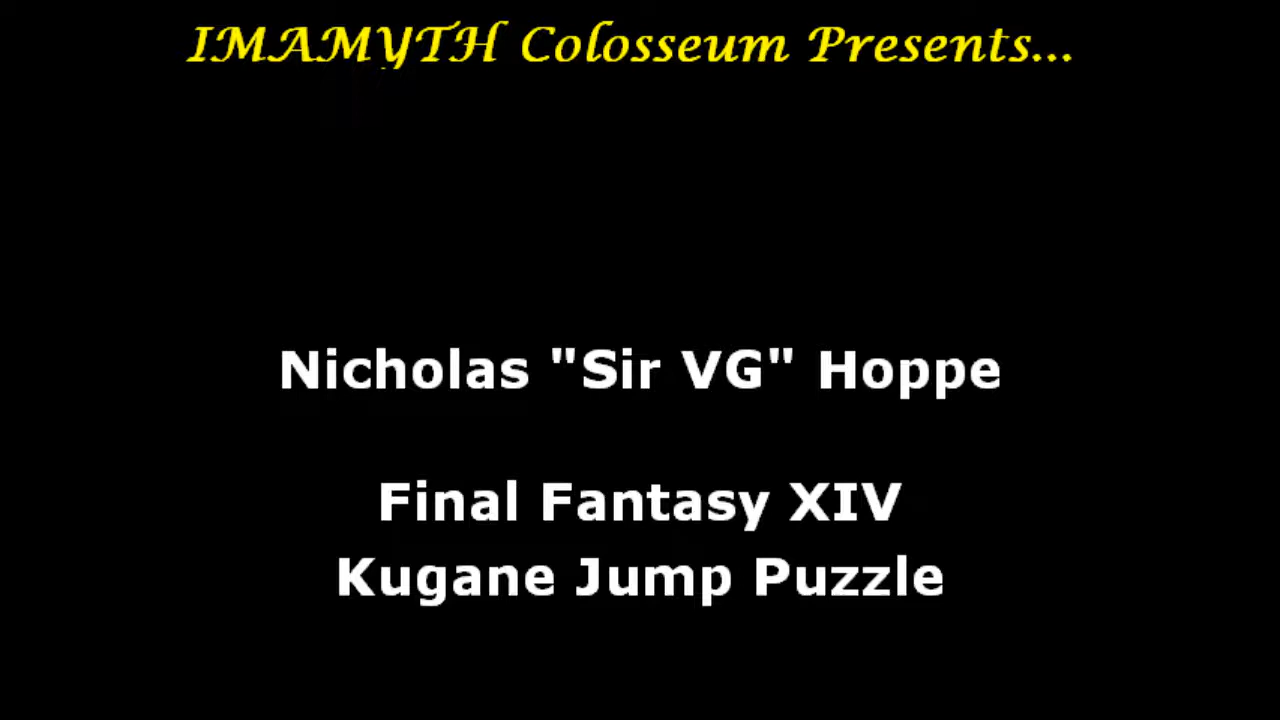 IMAMYTH Colosseum Presents...
Nicholas "Sir VG" Hoppe
Final Fantasy XIV
Kugane Jump Puzzle